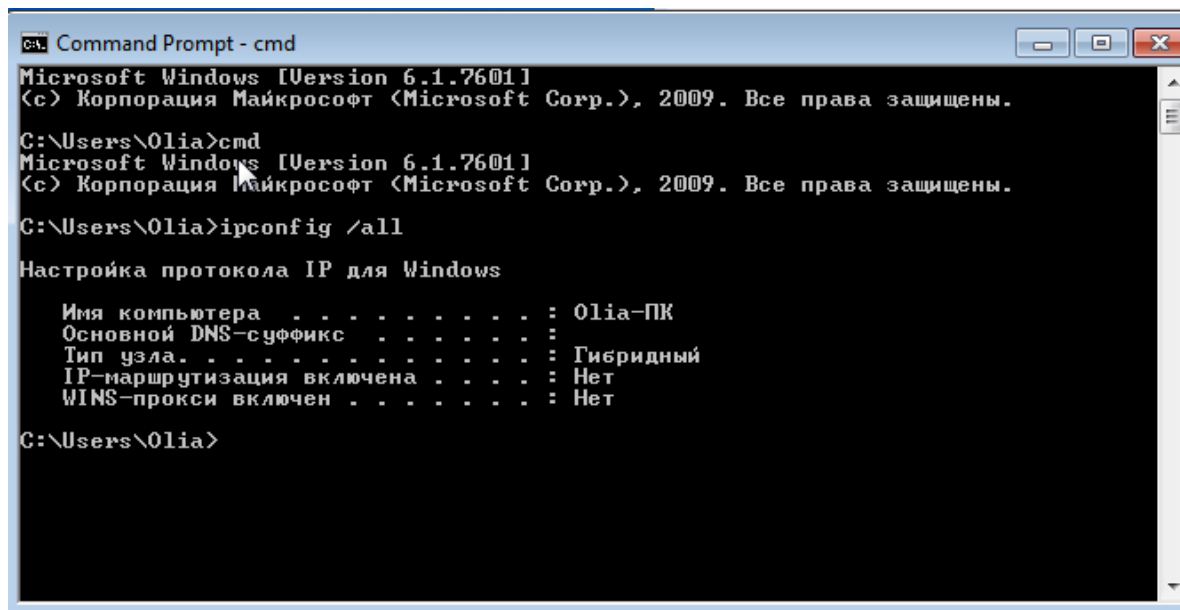 Command Prompt - cmd
Microsoft Windows [Version 6.1.7601]
(c) Корпорация Майкрософт (Microsoft Corp.), 2009. Все права защищены.
C:\Users\Olia>cmd
Microsoft Windows [Version 6.1.7601]
(c) Корпорация Майкрософт (Microsoft Corp.), 2009. Все права защищены.
C:\Users\Olia>ipconfig /all
Настройка протокола IP для Windows
Имя компьютера . . . . . . . . . : Olia-ПК
Основной DNS-суффикс . . . . . . :
Тип узла. . . . . . . . . . . . . : Гибридный
IP-маршрутизация включена . . . . : Нет
WINS-прокси включен . . . . . . . : Нет
C:\Users\Olia>